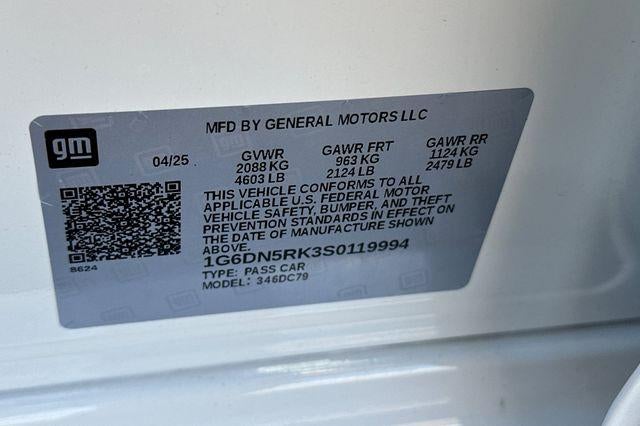 MFD BY GENERAL MOTORS LLC
gm
04/25 GVWR GAWR FRT GAWR RR
2088 KG 963 KG 1124 KG
4603 LB 2124 LB 2479 LB
THIS VEHICLE CONFORMS TO ALL
APPLICABLE U.S. FEDERAL MOTOR
VEHICLE SAFETY, BUMPER, AND THEFT
PREVENTION STANDARDS IN EFFECT ON
THE DATE OF MANUFACTURE SHOWN
ABOVE.
8624
1G6DN5RK3S0119994
TYPE: PASS CAR
MODEL: 346DC79